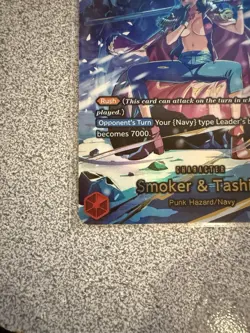 Rush (This card can attack on the turn in
played.)
Opponent's Turn Your {Navy} type Leader's
becomes 7000.
CHARACTER
Smoker & Tashi
Punk Hazard/Navy